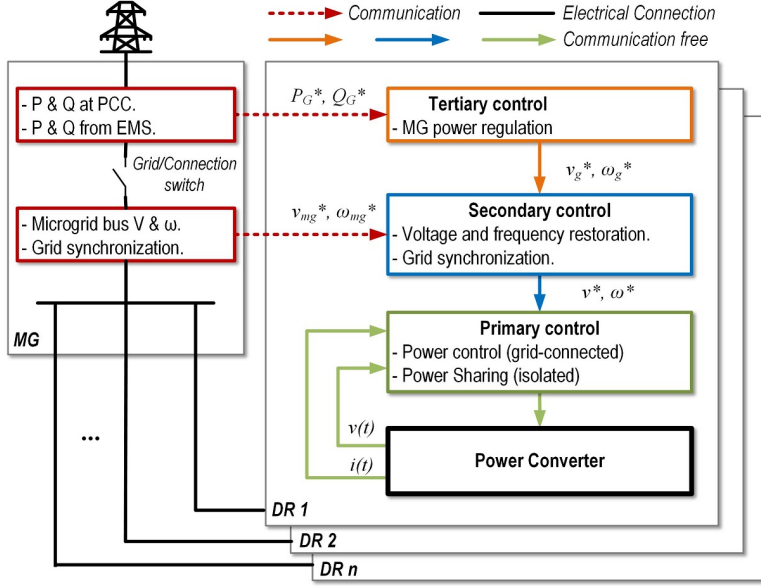 Communication
Electrical Connection
Communication free
- P & Q at PCC.
- P & Q from EMS.
Grid/Connection
switch
- Microgrid bus V & ω.
- Grid synchronization.
MG
...
P_G*, Q_G*
v_mg*, ω_mg*
Tertiary control
- MG power regulation
v_g*, ω_g*
Secondary control
- Voltage and frequency restoration.
- Grid synchronization.
v*, ω*
Primary control
- Power control (grid-connected)
- Power Sharing (isolated)
v(t)
i(t)
Power Converter
DR 1
DR 2
DR n